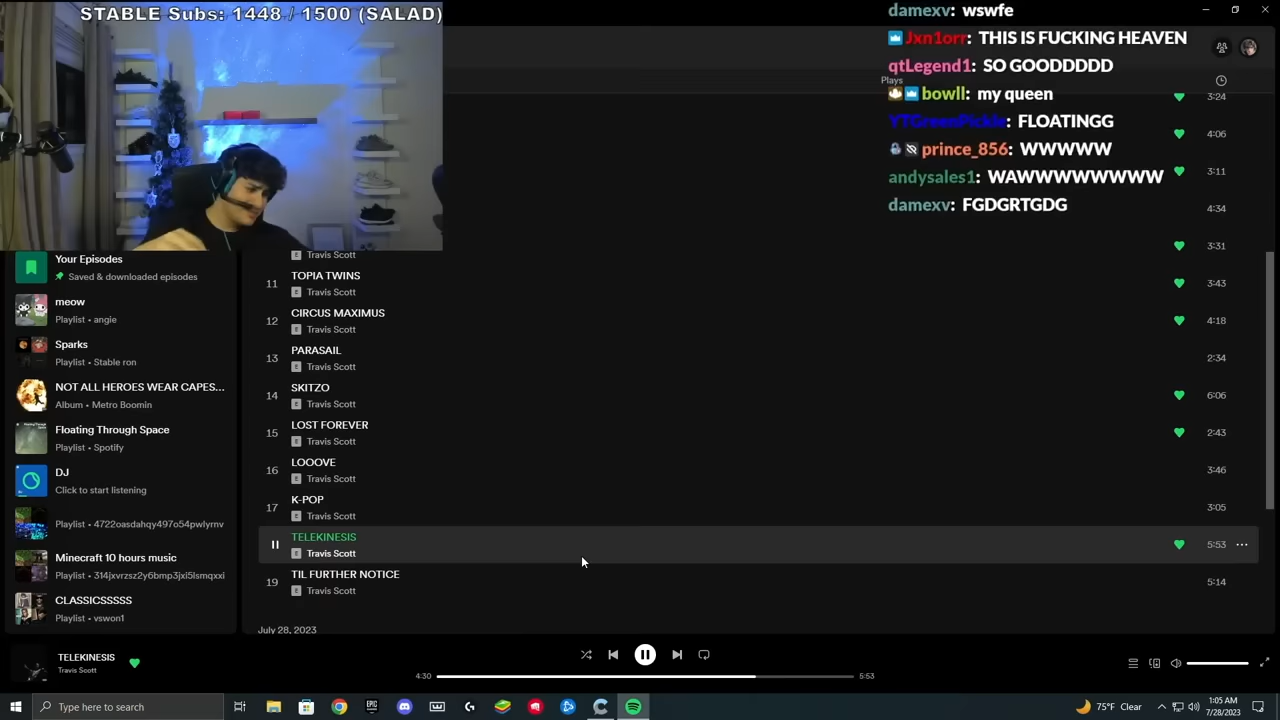 STABLE Subs: 1448 / 1500 (SALAD)
damexv: wswfe
Jxn1orr: THIS IS FUCKING HEAVEN
qtLegend1: SO GOODDDDD
bowll: my queen
YTGreenPickle: FLOATINGG
prince_856: WWWWW
andysales1: WAWWWWWWWW
damexv: FGDGRTGDG
Plays
3:24
4:06
3:11
4:34
Travis Scott
3:31
11 TOPIA TWINS
E Travis Scott
3:43
12 CIRCUS MAXIMUS
E Travis Scott
4:18
13 PARASAIL
E Travis Scott
2:34
14 SKITZO
E Travis Scott
6:06
15 LOST FOREVER
E Travis Scott
2:43
16 LOOOVE
E Travis Scott
3:46
17 K-POP
E Travis Scott
3:05
TELEKINESIS
E Travis Scott
5:53
19 TIL FURTHER NOTICE
E Travis Scott
5:14
July 28, 2023
Your Episodes
Saved & downloaded episodes
meow
Playlist • angie
Sparks
Playlist • Stable ron
NOT ALL HEROES WEAR CAPES...
Album • Metro Boomin
Floating Through Space
Playlist • Spotify
DJ
Click to start listening
Playlist • 4722oasdahqy497o54pwlyrnv
Minecraft 10 hours music
Playlist • 314jxvrzsz2y6bmp3jxi5lsmqxxi
CLASSICSSSSS
Playlist • vswon1
TELEKINESIS
Travis Scott
4:30
5:53
Type here to search
75°F Clear
1:05 AM
7/28/2023